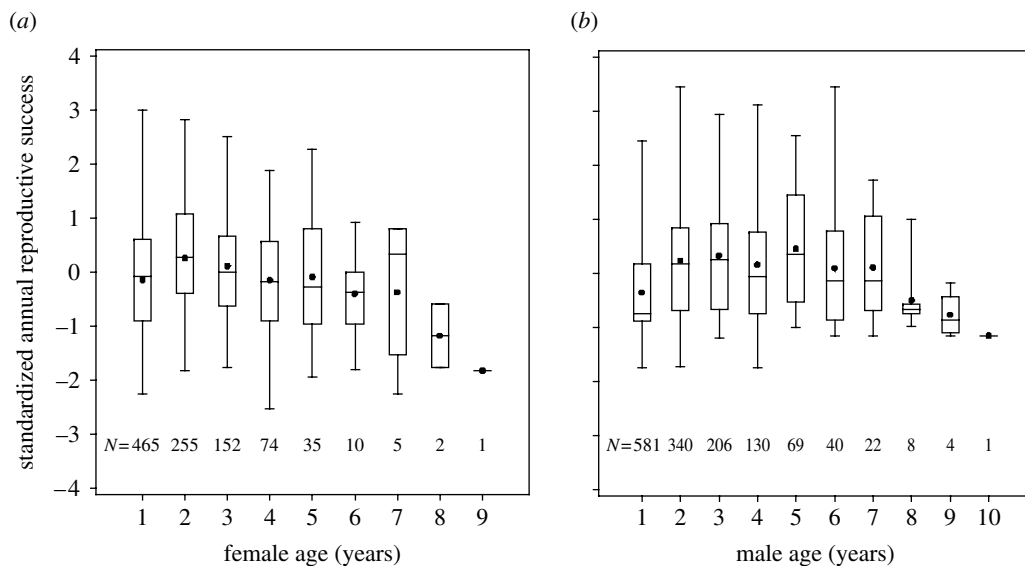 (a)
(b)
standardized annual reproductive success
4
3
2
1
0
–1
–2
–3
–4
N=465 255 152 74 35 10 5 2 1
1 2 3 4 5 6 7 8 9
female age (years)
N=581 340 206 130 69 40 22 8 4 1
1 2 3 4 5 6 7 8 9 10
male age (years)